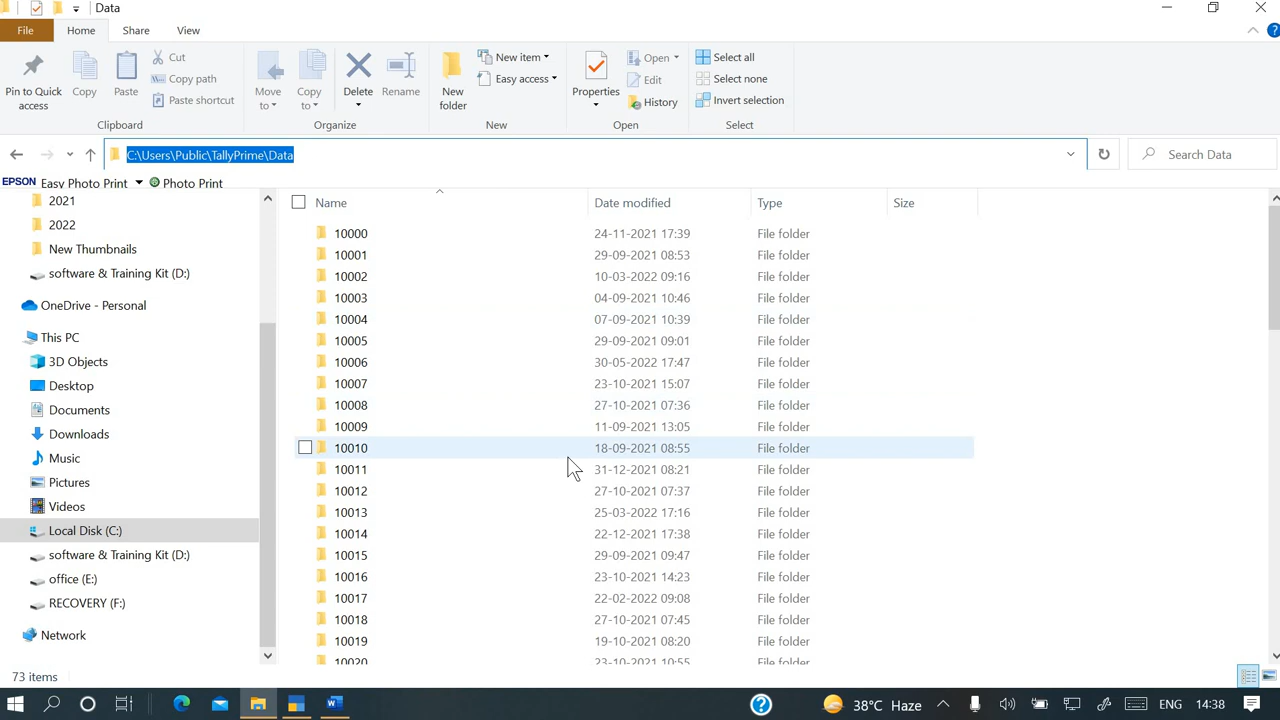 Data
File Home Share View
Pin to Quick access
Copy
Paste
Cut
Copy path
Paste shortcut
Clipboard
Move to
Copy to
Delete
Rename
Organize
New folder
New item
Easy access
New
Properties
Open
Edit
History
Open
Select all
Select none
Invert selection
Select
C:\Users\Public\TallyPrime\Data
Search Data
EPSON Easy Photo Print Photo Print
2021
2022
New Thumbnails
software & Training Kit (D:)
OneDrive - Personal
This PC
3D Objects
Desktop
Documents
Downloads
Music
Pictures
Videos
Local Disk (C:)
software & Training Kit (D:)
office (E:)
RECOVERY (F:)
Network
Name Date modified Type Size
10000 24-11-2021 17:39 File folder
10001 29-09-2021 08:53 File folder
10002 10-03-2022 09:16 File folder
10003 04-09-2021 10:46 File folder
10004 07-09-2021 10:39 File folder
10005 29-09-2021 09:01 File folder
10006 30-05-2022 17:47 File folder
10007 23-10-2021 15:07 File folder
10008 27-10-2021 07:36 File folder
10009 11-09-2021 13:05 File folder
10010 18-09-2021 08:55 File folder
10011 31-12-2021 08:21 File folder
10012 27-10-2021 07:37 File folder
10013 25-03-2022 17:16 File folder
10014 22-12-2021 17:38 File folder
10015 29-09-2021 09:47 File folder
10016 23-10-2021 14:23 File folder
10017 22-02-2022 09:08 File folder
10018 27-10-2021 07:45 File folder
10019 19-10-2021 08:20 File folder
10020 23-10-2021 10:55 File folder
73 items
38°C Haze ENG 14:38